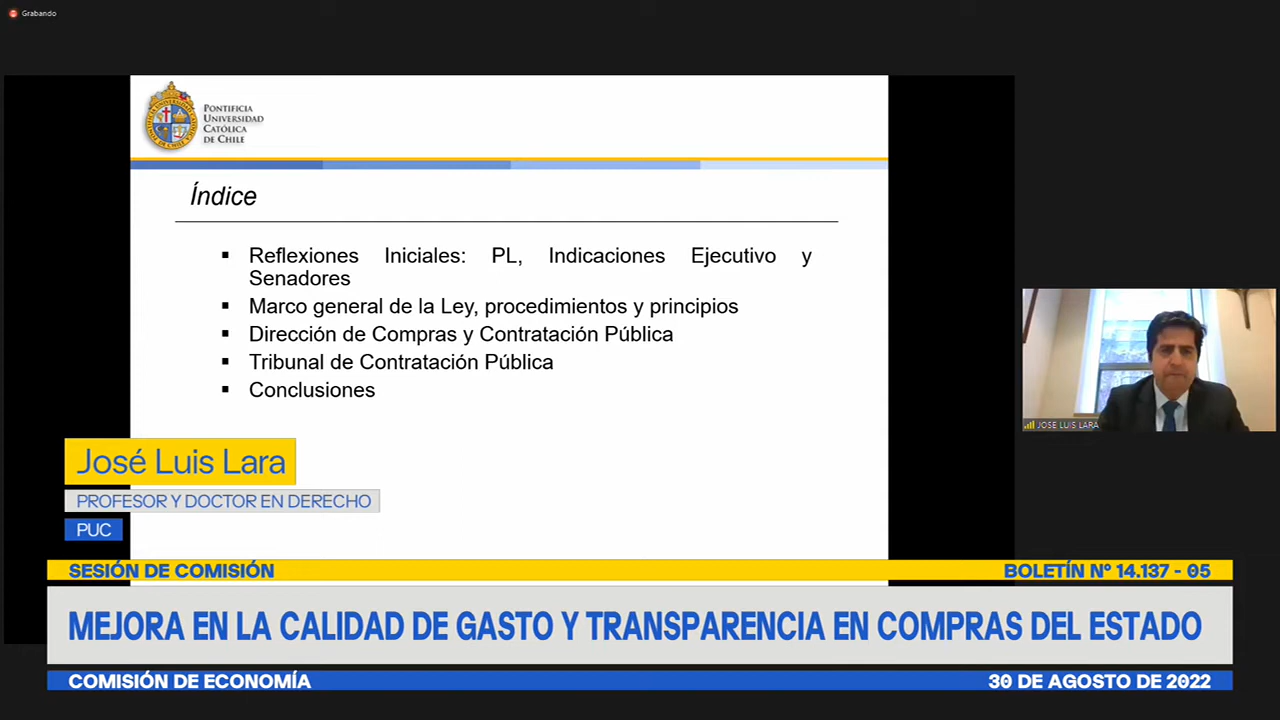 Grabando
PONTIFICIA
UNIVERSIDAD
CATÓLICA
DE CHILE
Índice
Reflexiones Iniciales: PL, Indicaciones Ejecutivo y
Senadores
Marco general de la Ley, procedimientos y principios
Dirección de Compras y Contratación Pública
Tribunal de Contratación Pública
Conclusiones
JOSE LUIS LARA
José Luis Lara
PROFESOR Y DOCTOR EN DERECHO
PUC
SESIÓN DE COMISIÓN
BOLETÍN N° 14.137 - 05
MEJORA EN LA CALIDAD DE GASTO Y TRANSPARENCIA EN COMPRAS DEL ESTADO
COMISIÓN DE ECONOMÍA
30 DE AGOSTO DE 2022